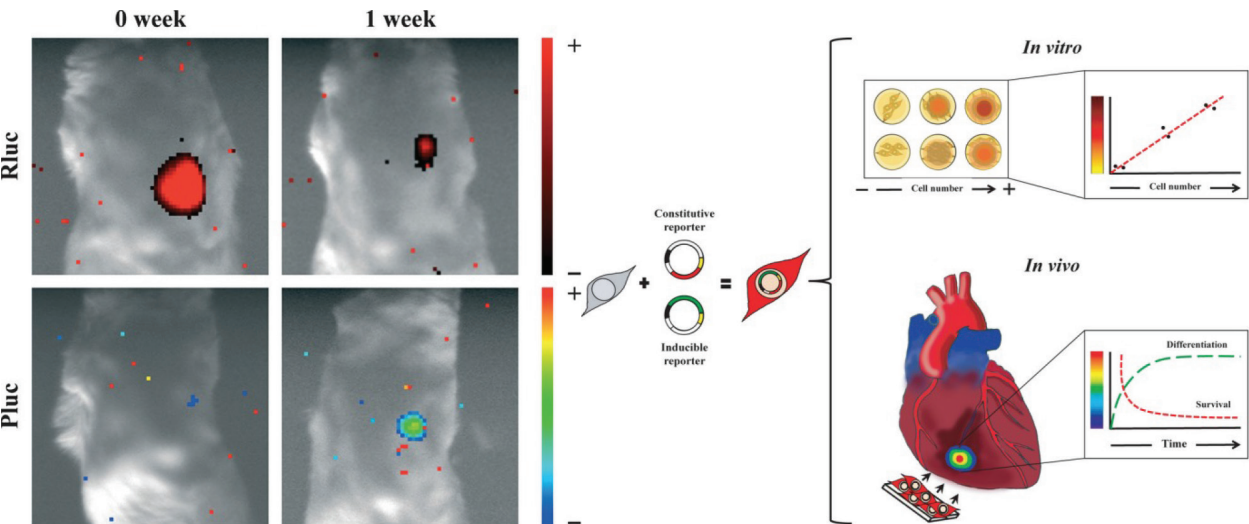 0 week
1 week
Rluc
Pluc
+
−
+
−
Constitutive
reporter
+
=
Inducible
reporter
In vitro
− Cell number +
Cell number
In vivo
Differentiation
Survival
Time